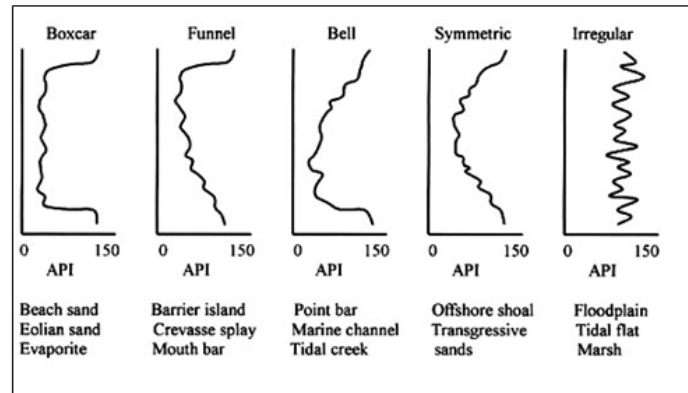 Boxcar Funnel Bell Symmetric Irregular
0 150 0 150 0 150 0 150 0 150
API API API API API
Beach sand Barrier island Point bar Offshore shoal Floodplain
Eolian sand Crevasse splay Marine channel Transgressive Tidal flat
Evaporite Mouth bar Tidal creek sands Marsh